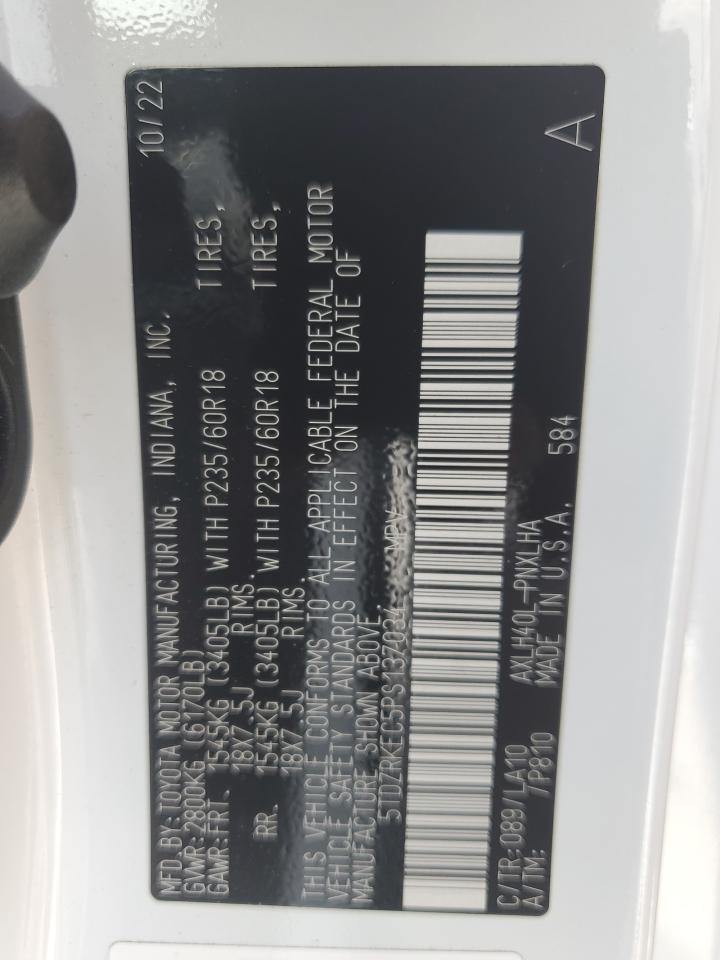 MFD.BY:TOYOTA MOTOR MANUFACTURING, INDIANA, INC. 10/22
GVWR:2800KG (6170LB)
GAWR:FRT. 1545KG (3405LB) WITH P235/60R18 TIRES,
18X7.5J RIMS.
RR. 1545KG (3405LB) WITH P235/60R18 TIRES,
18X7.5J RIMS.
THIS VEHICLE CONFORMS TO ALL APPLICABLE FEDERAL MOTOR
VEHICLE SAFETY STANDARDS IN EFFECT ON THE DATE OF
MANUFACTURE SHOWN ABOVE.
5TDZRKEC5PS137034 MPV
C/TR:089/LA10 AXLH40L-PNXLHA
A/TM: /P810 MADE IN U.S.A. 584 A